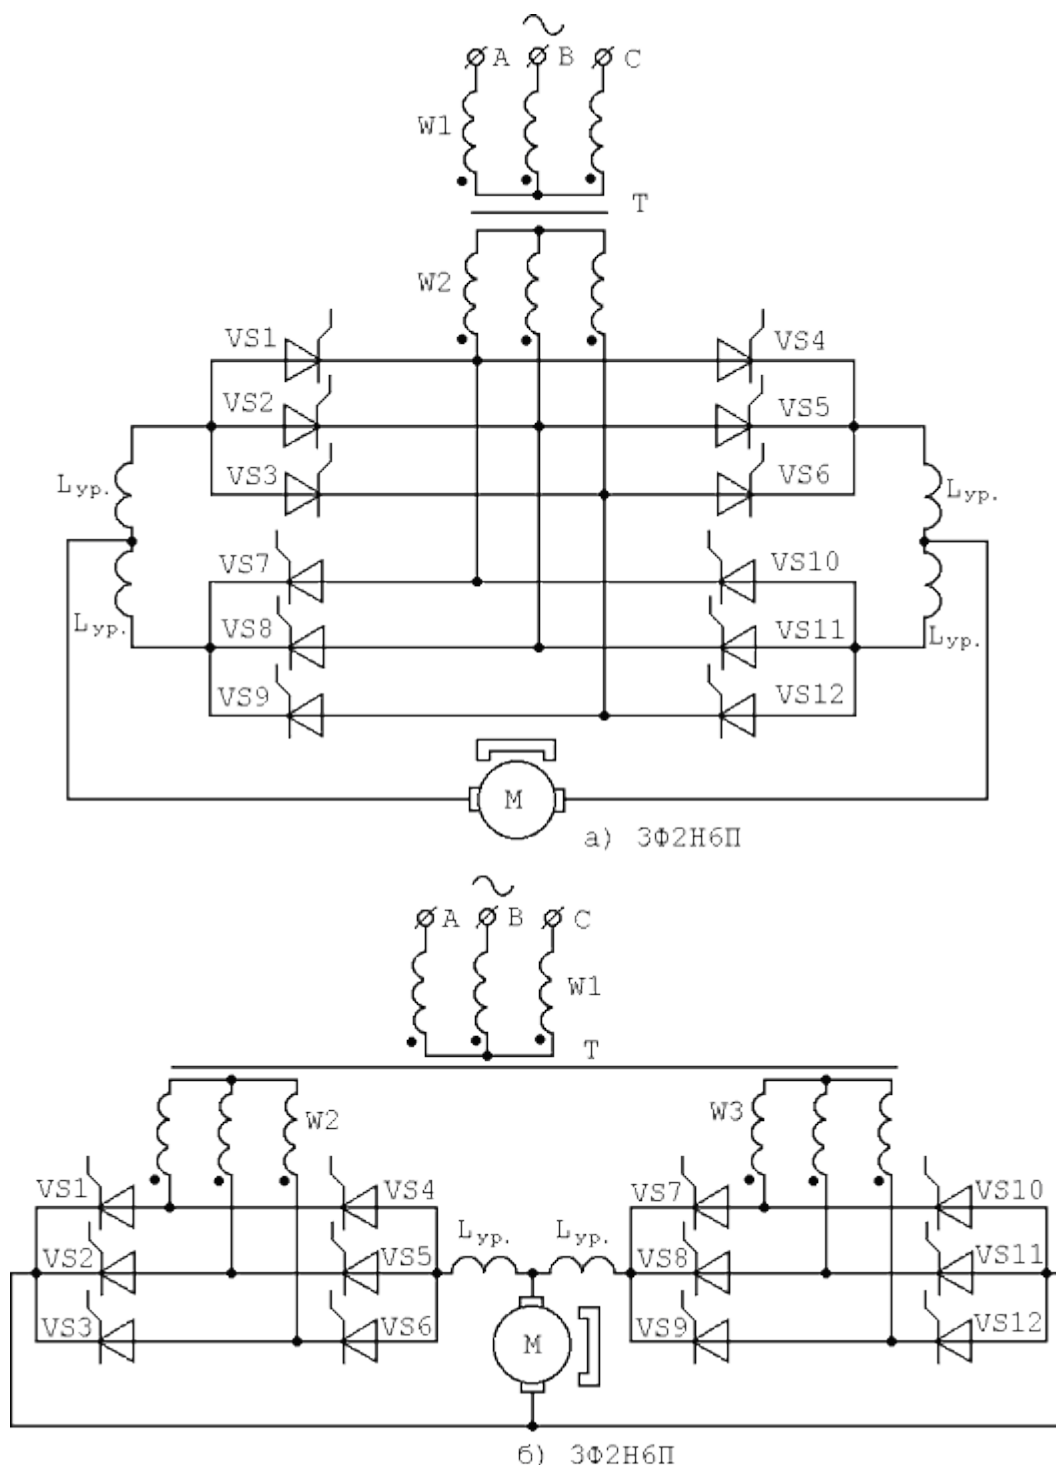 A B C
W1
T
W2
VS1 VS4
VS2 VS5
VS3 VS6
Lур. Lур.
VS7 VS10
Lур. VS8 VS11 Lур.
VS9 VS12
M
а) 3Ф2Н6П
A B C
W1
T
W2 W3
VS1 VS4 VS7 VS10
Lур. Lур.
VS2 VS5 VS8 VS11
VS3 VS6 VS9 VS12
M
б) 3Ф2Н6П